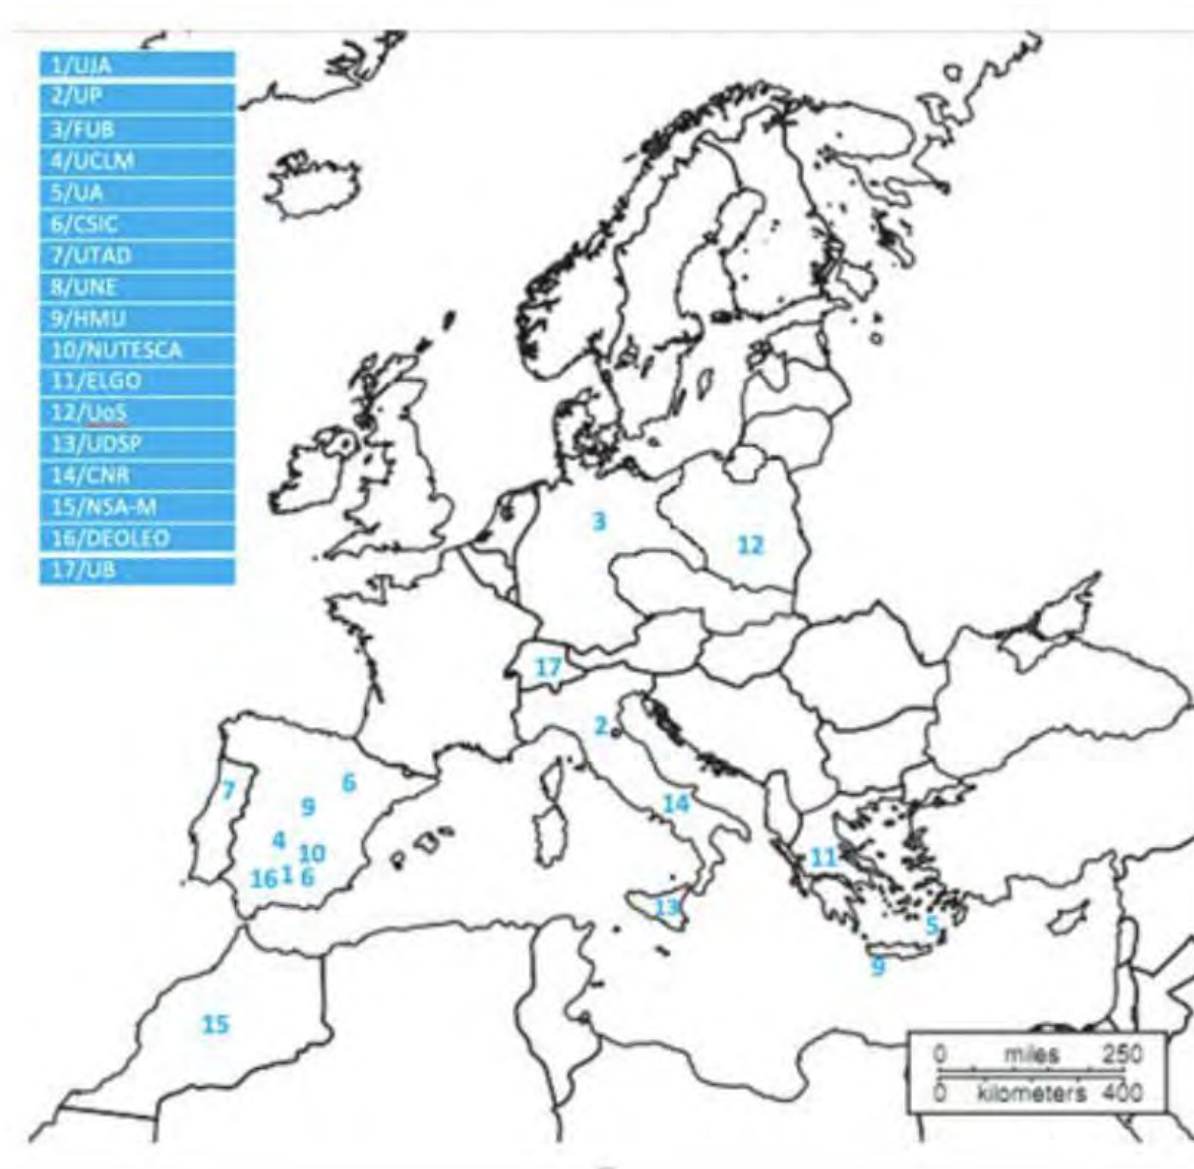 1/UJA
2/UP
3/FUB
4/UCLM
5/UA
6/CSIC
7/UTAD
8/UNE
9/HMU
10/NUTESCA
11/ELGO
12/UoS
13/UDSP
14/CNR
15/NSA-M
16/DEOLEO
17/UB
3
12
17
2
7
6
9
14
4
10
11
16 1 6
13
5
9
15
0 miles 250
0 kilometers 400